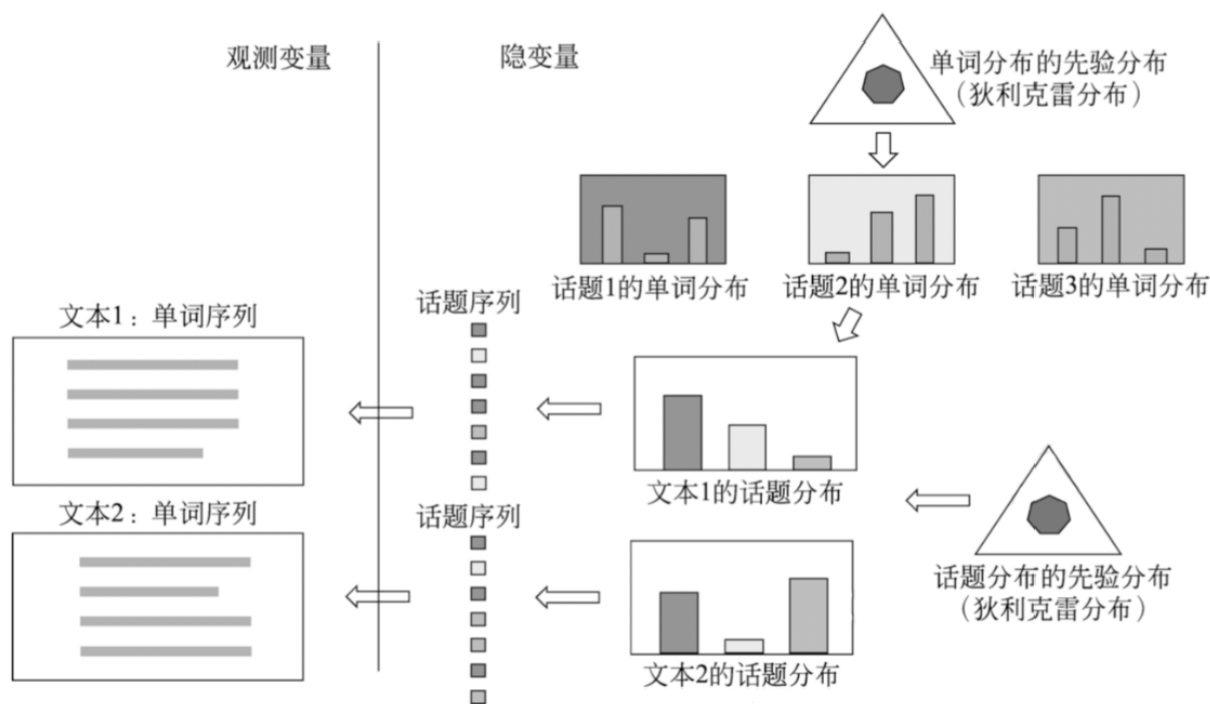 观测变量
隐变量
单词分布的先验分布
（狄利克雷分布）
话题1的单词分布
话题2的单词分布
话题3的单词分布
文本1：单词序列
话题序列
文本1的话题分布
文本2：单词序列
话题序列
话题分布的先验分布
（狄利克雷分布）
文本2的话题分布